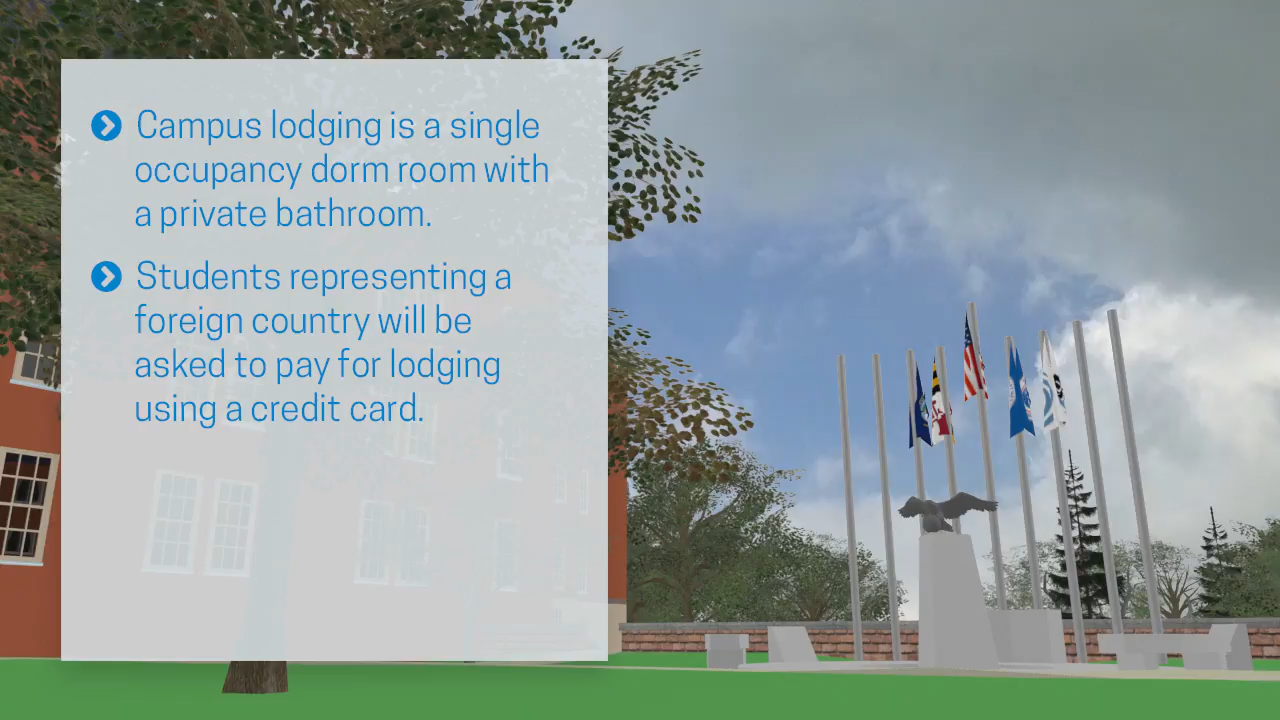 Campus lodging is a single
occupancy dorm room with
a private bathroom.
Students representing a
foreign country will be
asked to pay for lodging
using a credit card.